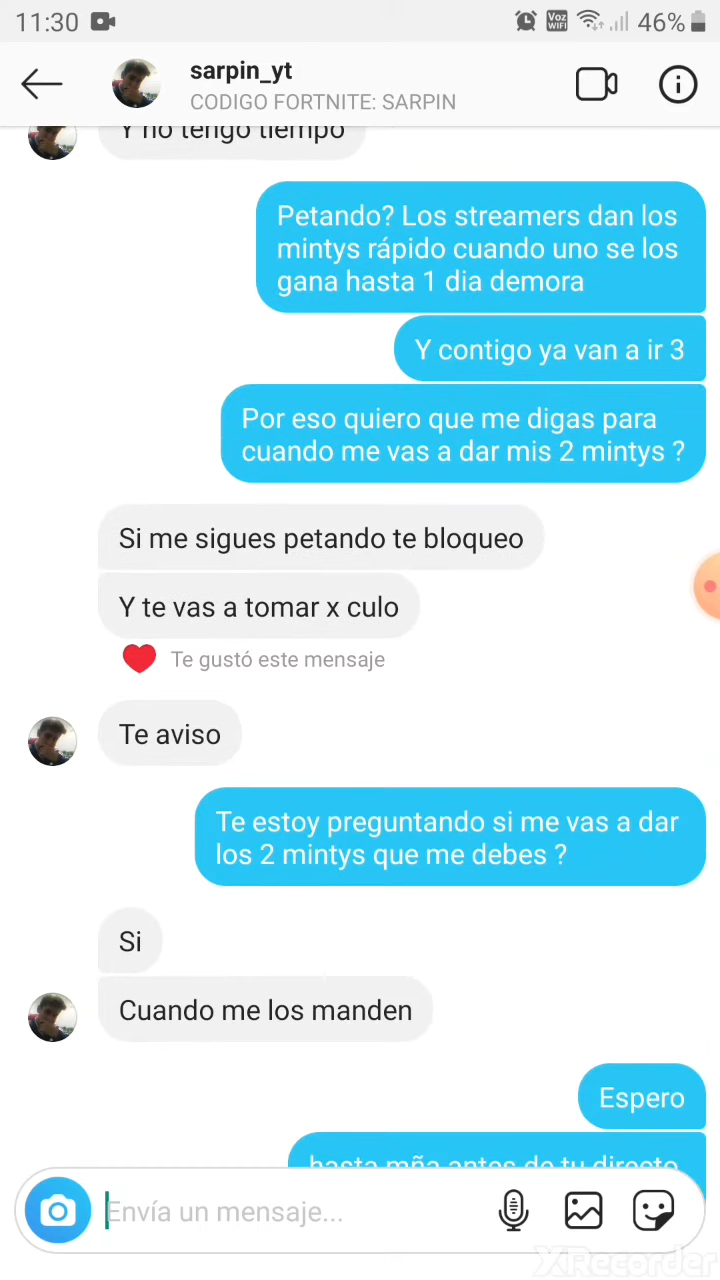 11:30
Voz
WIFI
46%
sarpin_yt
CODIGO FORTNITE: SARPIN
Y no tengo tiempo
Petando? Los streamers dan los
mintys rápido cuando uno se los
gana hasta 1 dia demora
Y contigo ya van a ir 3
Por eso quiero que me digas para
cuando me vas a dar mis 2 mintys ?
Si me sigues petando te bloqueo
Y te vas a tomar x culo
Te gustó este mensaje
Te aviso
Te estoy preguntando si me vas a dar
los 2 mintys que me debes ?
Si
Cuando me los manden
Espero
hasta mña antes de tu directo
Envía un mensaje...
XRecorder